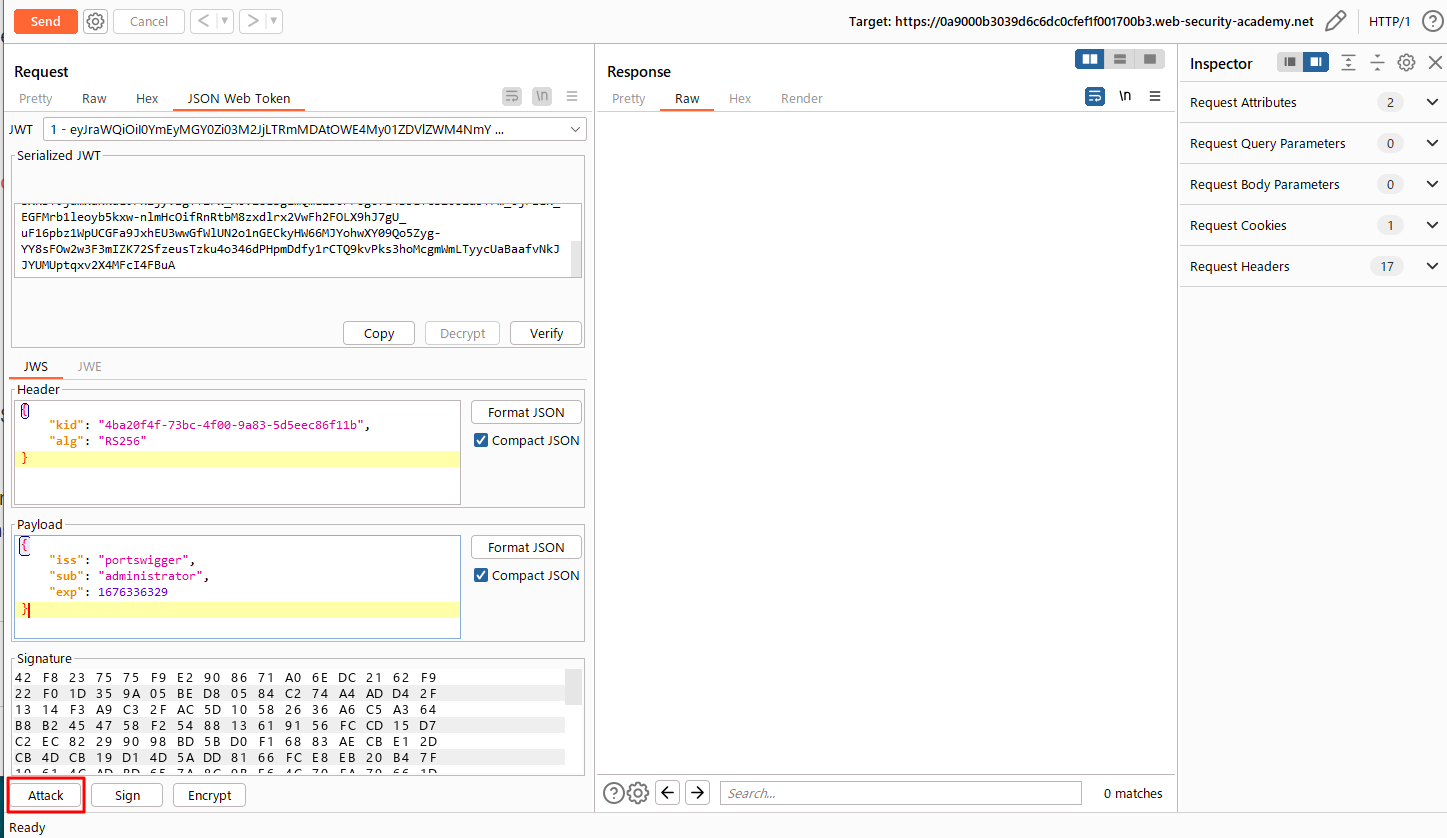 Send
Cancel
<
>
Target: https://0a9000b3039d6c6dc0cfef1f001700b3.web-security-academy.net
HTTP/1
Request
Pretty
Raw
Hex
JSON Web Token
\n
JWT
1 - eyJraWQiOiI0YmEyMGY0Zi03M2JjLTRmMDAtOWE4My01ZDVlZWM4NmY ...
Serialized JWT
EGFMrb1leoyb5kxw-nlmHcOifRnRtbM8zxdlrx2VwFh2FOLX9hJ7gU_
uF16pbz1WpUCGFa9JxhEU3wwGfWlUN2o1nGECkyHW66MJYohwXY09Qo5Zyg-
YY8sFOw2w3F3mIZK72SfzeusTzku4o346dPHpmDdfy1rCTQ9kvPks3hoMcgmWmLTyycUaBaafvNkJ
JYUMUptqxv2X4MFcI4FBuA
Copy
Decrypt
Verify
JWS
JWE
Header
{
"kid": "4ba20f4f-73bc-4f00-9a83-5d5eec86f11b",
"alg": "RS256"
}
Format JSON
Compact JSON
Payload
{
"iss": "portswigger",
"sub": "administrator",
"exp": 1676336329
}
Format JSON
Compact JSON
Signature
42 F8 23 75 75 F9 E2 90 86 71 A0 6E DC 21 62 F9
22 F0 1D 35 9A 05 BE D8 05 84 C2 74 A4 AD D4 2F
13 14 F3 A9 C3 2F AC 5D 10 58 26 36 A6 C5 A3 64
B8 B2 45 47 58 F2 54 88 13 61 91 56 FC CD 15 D7
C2 EC 82 29 90 98 BD 5B D0 F1 68 83 AE CB E1 2D
CB 4D CB 19 D1 4D 5A DD 81 66 FC E8 EB 20 B4 7F
Attack
Sign
Encrypt
Ready
Response
Pretty
Raw
Hex
Render
\n
Search...
0 matches
Inspector
Request Attributes
2
Request Query Parameters
0
Request Body Parameters
0
Request Cookies
1
Request Headers
17